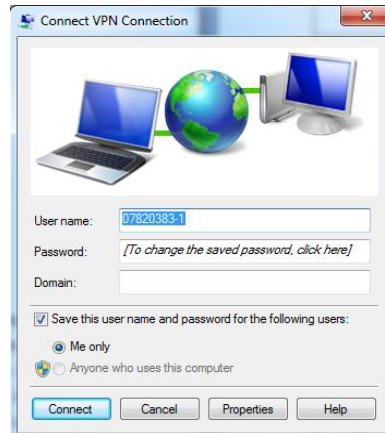 Connect VPN Connection
User name: 07820383-1
Password: [To change the saved password, click here]
Domain:
Save this user name and password for the following users:
Me only
Anyone who uses this computer
Connect Cancel Properties Help